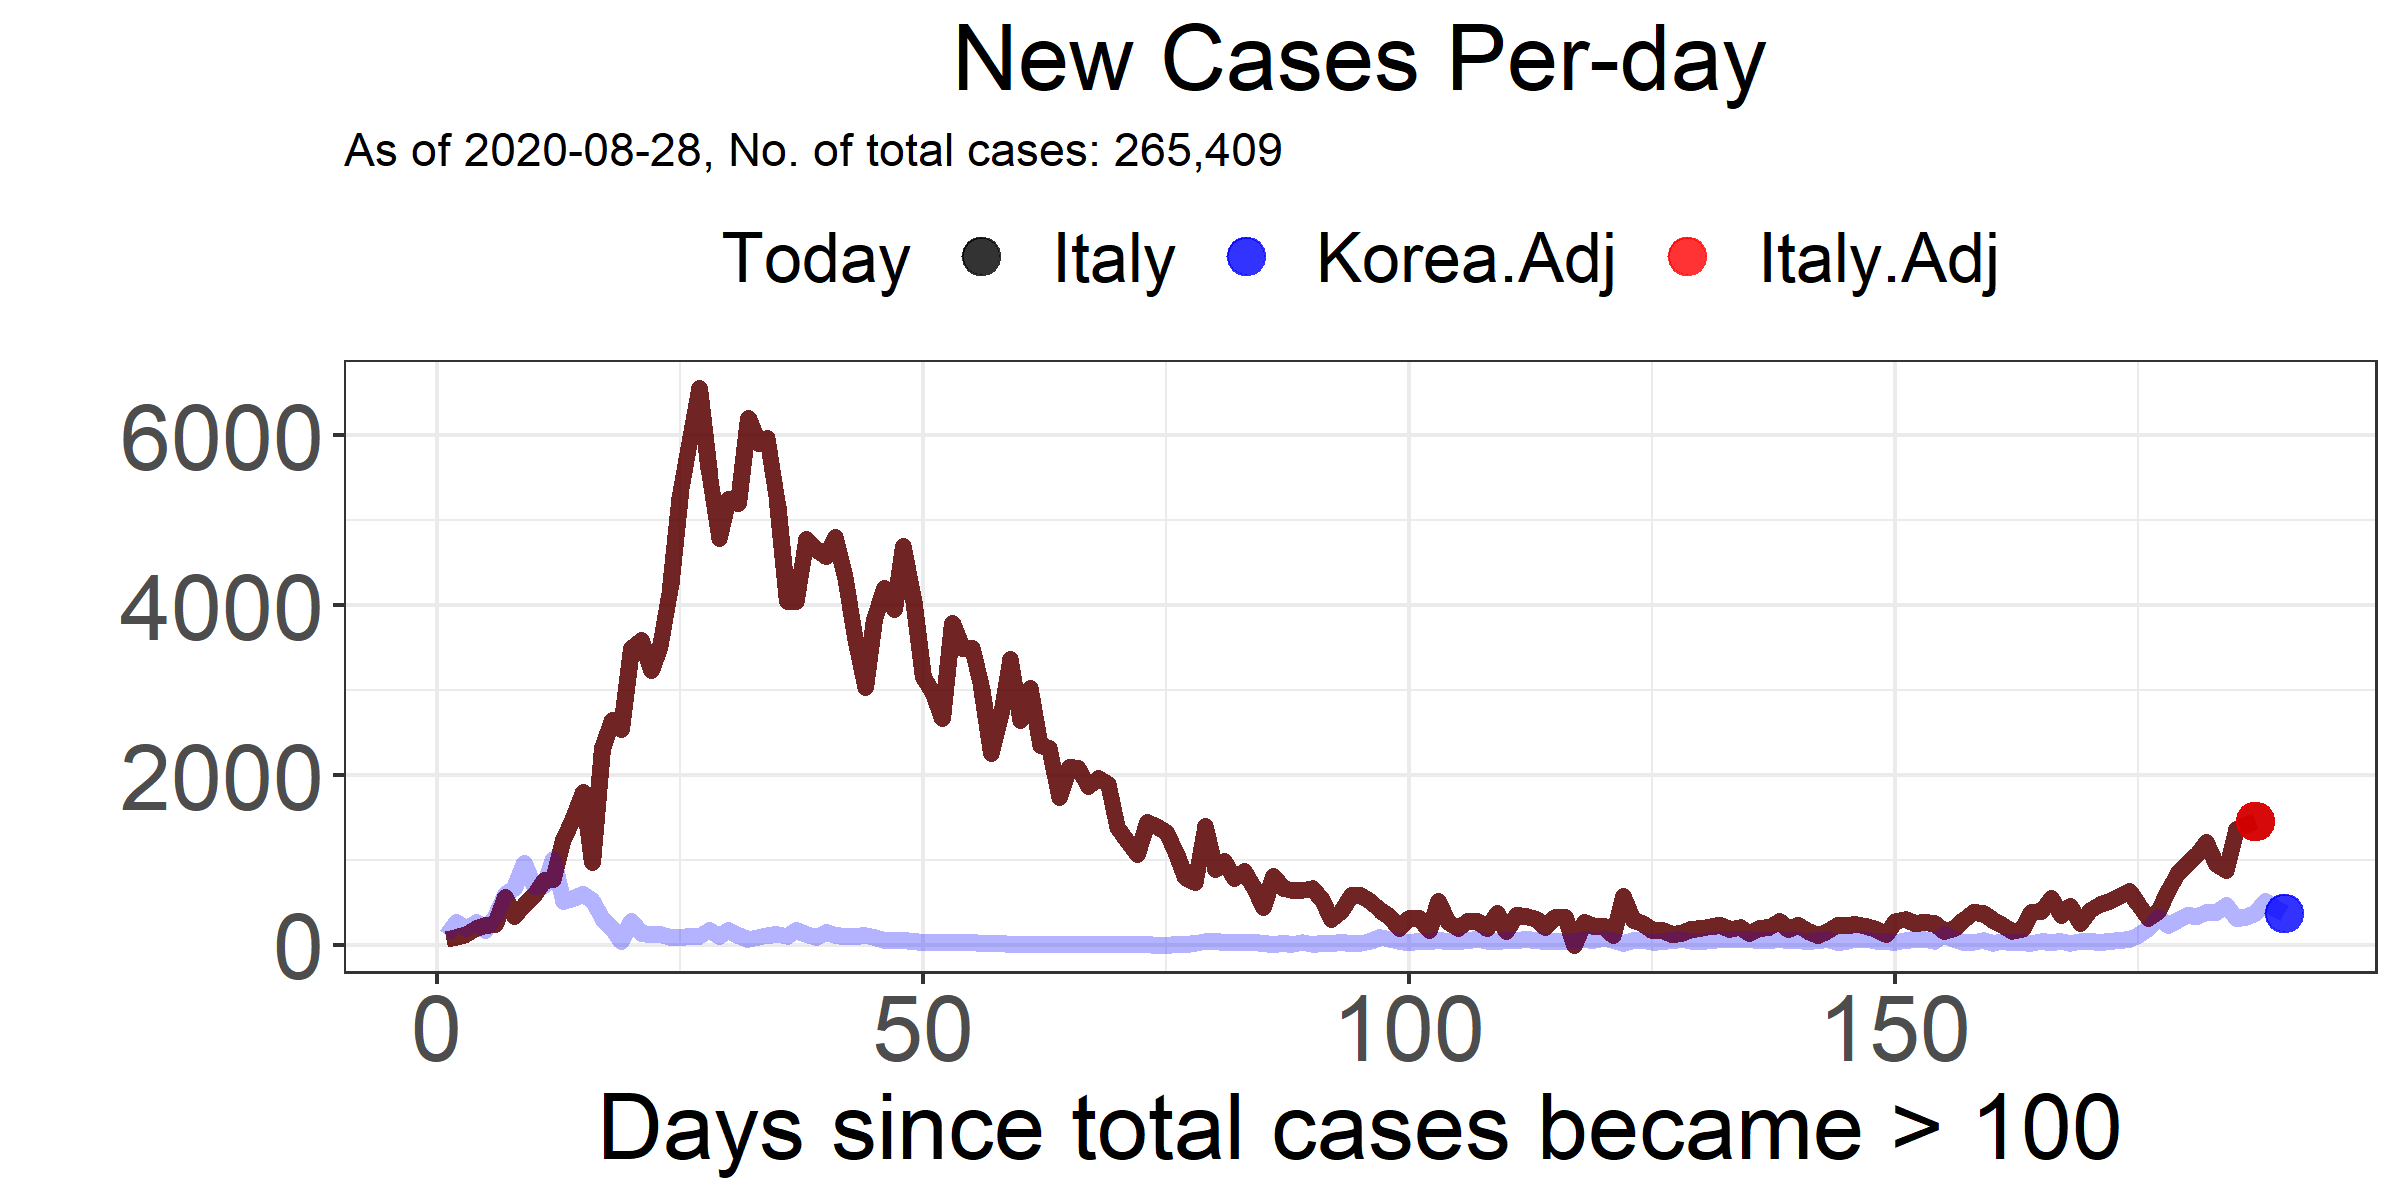 New Cases Per-day
As of 2020-08-28, No. of total cases: 265,409
Today Italy Korea.Adj Italy.Adj
6000
4000
2000
0
0 50 100 150
Days since total cases became > 100